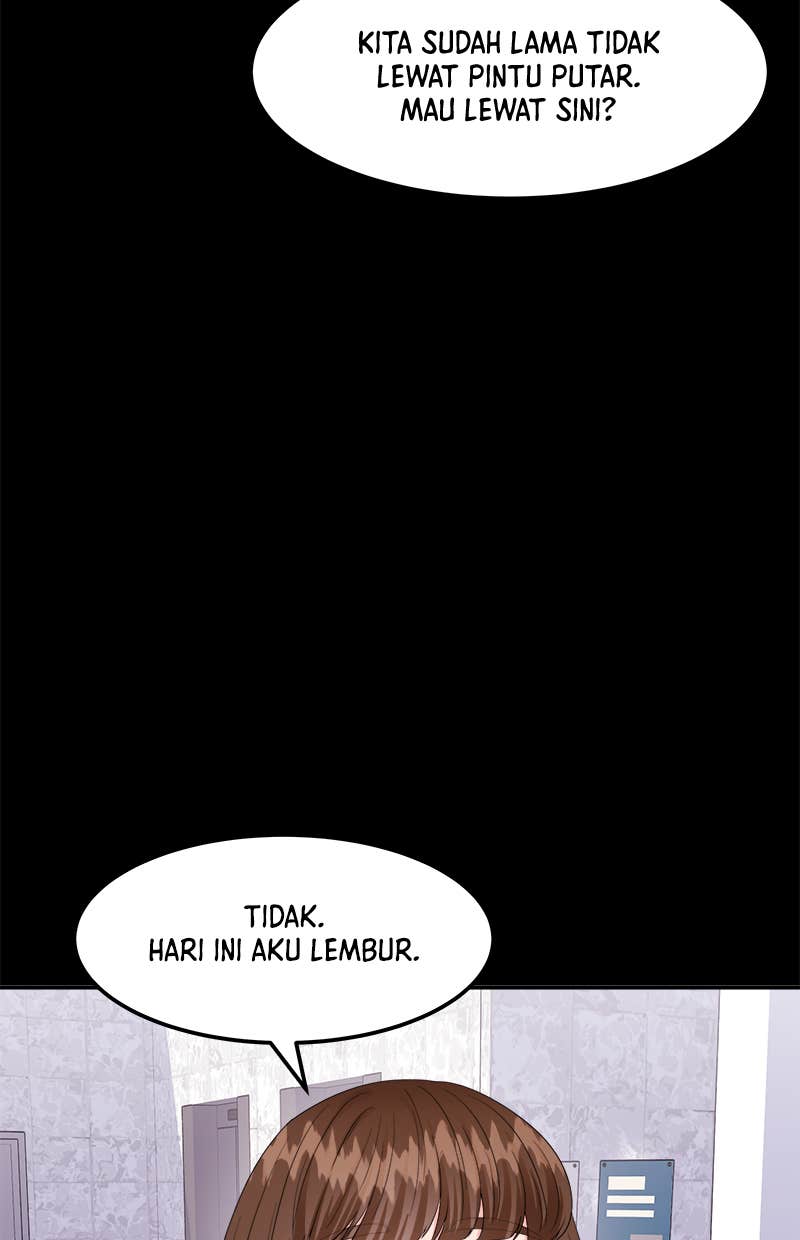 KITA SUDAH LAMA TIDAK
LEWAT PINTU PUTAR.
MAU LEWAT SINI?
TIDAK.
HARI INI AKU LEMBUR.